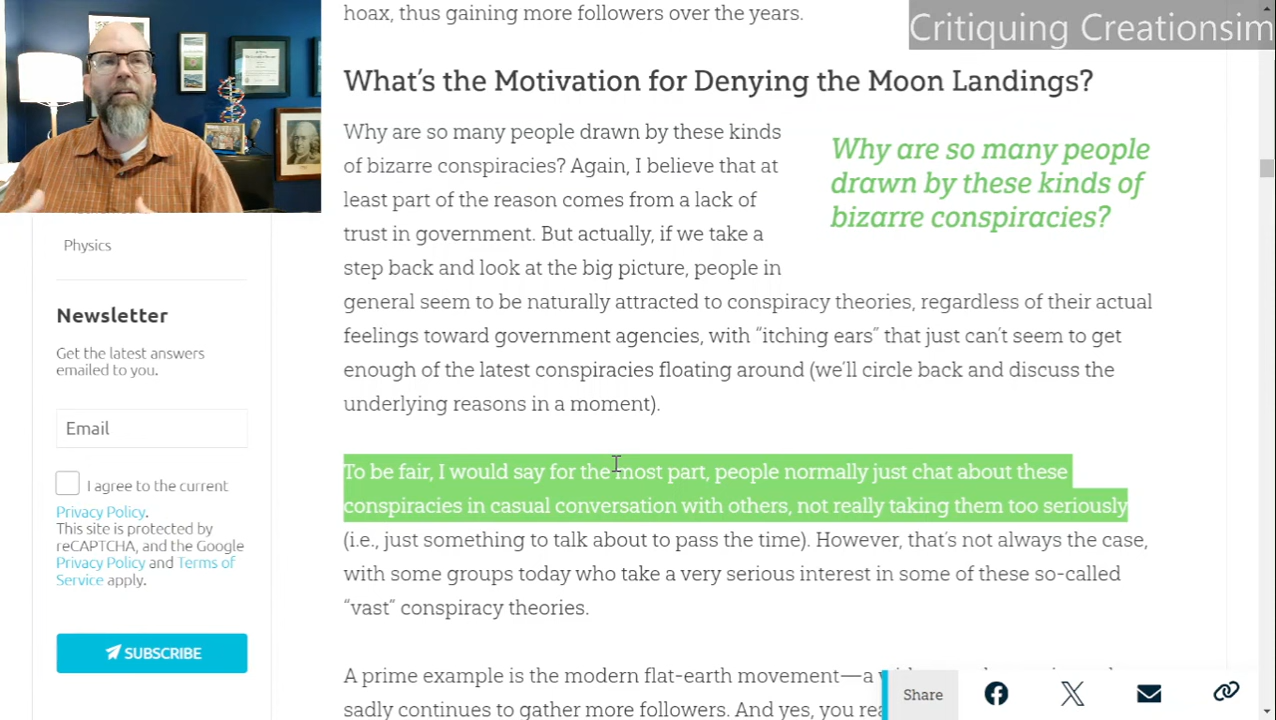 hoax, thus gaining more followers over the years.
Critiquing Creationsim
What's the Motivation for Denying the Moon Landings?
Why are so many people drawn by these kinds
of bizarre conspiracies? Again, I believe that at
least part of the reason comes from a lack of
trust in government. But actually, if we take a
step back and look at the big picture, people in
general seem to be naturally attracted to conspiracy theories, regardless of their actual
feelings toward government agencies, with “itching ears” that just can't seem to get
enough of the latest conspiracies floating around (we'll circle back and discuss the
underlying reasons in a moment).
Why are so many people
drawn by these kinds of
bizarre conspiracies?
To be fair, I would say for the most part, people normally just chat about these
conspiracies in casual conversation with others, not really taking them too seriously
(i.e., just something to talk about to pass the time). However, that's not always the case,
with some groups today who take a very serious interest in some of these so-called
“vast” conspiracy theories.
A prime example is the modern flat-earth movement—a
sadly continues to gather more followers. And yes, you
Physics
Newsletter
Get the latest answers
emailed to you.
Email
I agree to the current
Privacy Policy.
This site is protected by
reCAPTCHA, and the Google
Privacy Policy and Terms of
Service apply.
SUBSCRIBE
Share